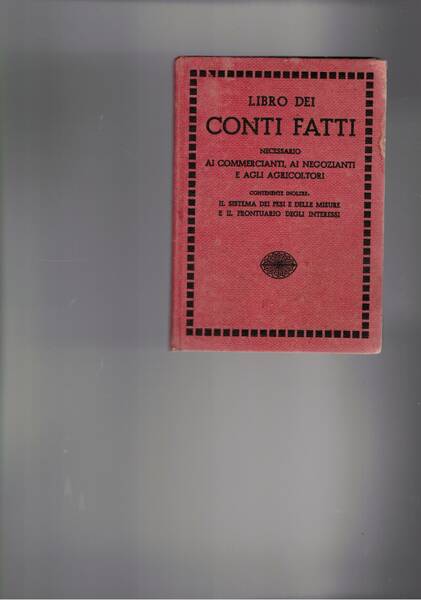 LIBRO DEI
CONTI FATTI
NECESSARIO
AI COMMERCIANTI, AI NEGOZIANTI
E AGLI AGRICOLTORI
CONTENENTE INOLTRE:
IL SISTEMA DEI PESI E DELLE MISURE
E IL PRONTUARIO DEGLI INTERESSI